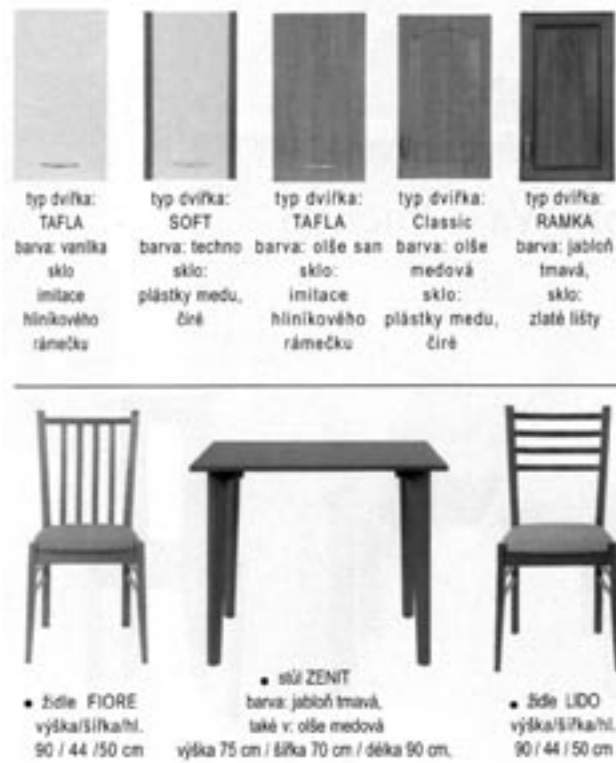 typ dvířka:
TAFLA
barva: vanilka
sklo
imitace
hliníkového
rámečku
typ dvířka:
SOFT
barva: techno
sklo:
plástky medu,
čiré
typ dvířka:
TAFLA
barva: olše san
sklo:
imitace
hliníkového
rámečku
typ dvířka:
Classic
barva: olše
medová
sklo:
plástky medu,
čiré
typ dvířka:
RAMKA
barva: jabloň
tmavá,
sklo:
zlaté lišty
• židle FIORE
výška/šířka/hl.
90 / 44 /50 cm
• stůl ZENIT
barva: jabloň tmavá,
také v: olše medová
výška 75 cm / šířka 70 cm / délka 90 cm,
• židle LIDO
výška/šířka/hl.
90 / 44 / 50 cm